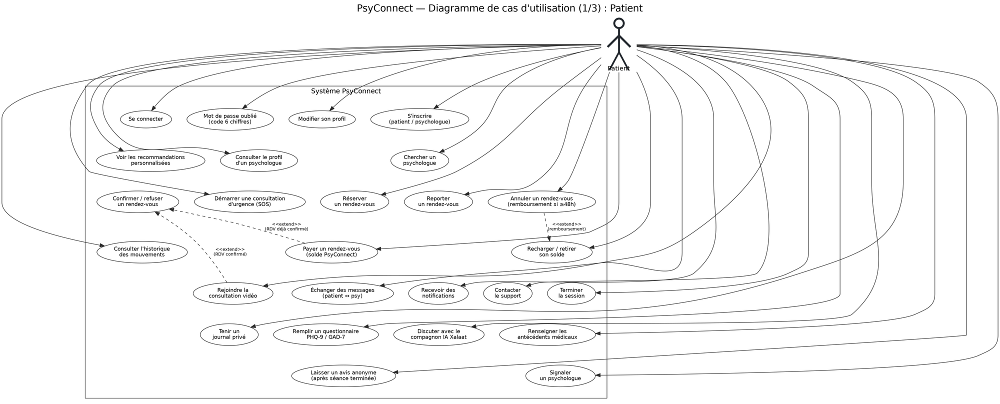 PsyConnect — Diagramme de cas d'utilisation (1/3) : Patient
Patient
Système PsyConnect
Se connecter
Mot de passe oublié
(code 6 chiffres)
Modifier son profil
S'inscrire
(patient / psychologue)
Voir les recommandations
personnalisées
Consulter le profil
d'un psychologue
Chercher un
psychologue
Confirmer / refuser
un rendez-vous
Démarrer une consultation
d'urgence (SOS)
Réserver
un rendez-vous
Reporter
un rendez-vous
Annuler un rendez-vous
(remboursement si ≥48h)
<<extend>>
(RDV déjà confirmé)
<<extend>>
(remboursement)
Consulter l'historique
des mouvements
<<extend>>
(RDV confirmé)
Payer un rendez-vous
(solde PsyConnect)
Recharger / retirer
son solde
Rejoindre la
consultation vidéo
Échanger des messages
(patient ↔ psy)
Recevoir des
notifications
Contacter
le support
Terminer
la session
Tenir un
journal privé
Remplir un questionnaire
PHQ-9 / GAD-7
Discuter avec le
compagnon IA Xalaat
Renseigner les
antécédents médicaux
Laisser un avis anonyme
(après séance terminée)
Signaler
un psychologue